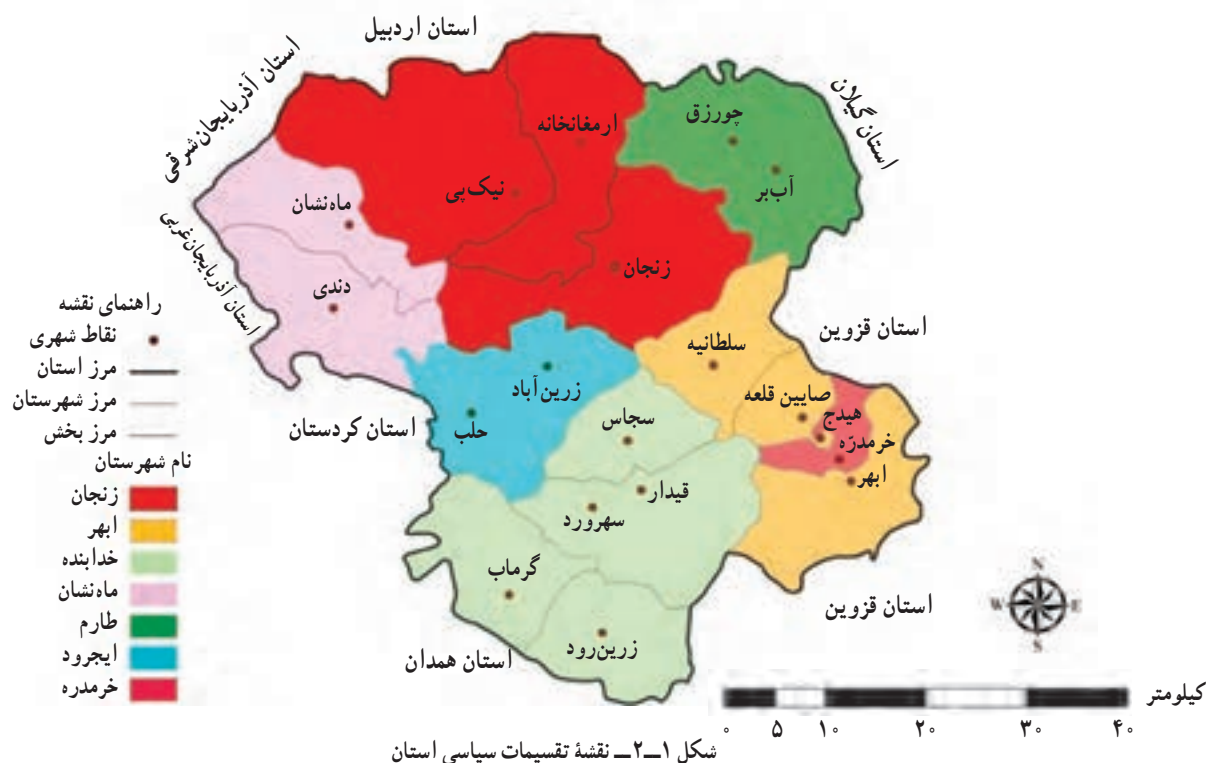 استان اردبیل
استان آذربایجان‌شرقی
استان گیلان
چورزق
ارمغانخانه
آب‌بر
نیک‌پی
ماه‌نشان
استان آذربایجان‌غربی
زنجان
دندی
استان قزوین
سلطانیه
زرین‌آباد
صایین قلعه
هیدج
خرمدرّه
ابهر
حلب
سجاس
استان کردستان
قیدار
سهرورد
گرماب
زرین‌رود
استان قزوین
استان همدان
راهنمای نقشه
نقاط شهری
مرز استان
مرز شهرستان
مرز بخش
نام شهرستان
زنجان
ابهر
خدابنده
ماه‌نشان
طارم
ایجرود
خرمدره
N
W E
S
کیلومتر
۰ ۵ ۱۰ ۲۰ ۳۰ ۴۰
شکل ۱ــ۲ــ نقشهٔ تقسیمات سیاسی استان